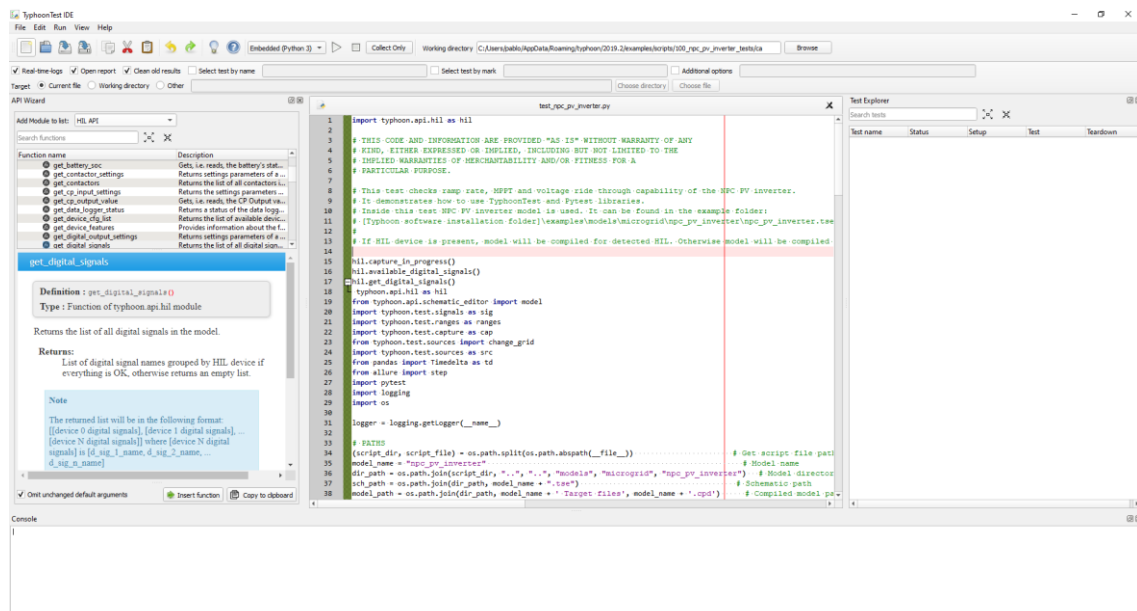 TyphoonTest IDE
File Edit Run View Help
Embedded (Python 3) Collect Only Working directory C:/Users/pablo/AppData/Roaming/typhoon/2019.2/examples/scripts/100_npc_pv_inverter_tests/ca Browse
Real-time-logs Open report Clean old results Select test by name Select test by mark Additional options
Target Current file Working directory Other Choose directory Choose file
API Wizard
Add Module to list: HIL API
Search functions
Function name Description
get_battery_soc Gets, i.e. reads, the battery's stat...
get_contactor_settings Returns settings parameters of a ...
get_contactors Returns the list of all contactors i...
get_cp_input_settings Returns the settings parameters ...
get_cp_output_value Gets, i.e. reads, the CP Output va...
get_data_logger_status Returns a status of the data logg...
get_device_cfg_list Returns the list of available devic...
get_device_features Provides information about the f...
get_digital_output_settings Returns settings parameters of a ...
get_digital_signals Returns the list of all digital sign...
get_digital_signals
Definition : get_digital_signals()
Type : Function of typhoon.api.hil module
Returns the list of all digital signals in the model.
Returns:
List of digital signal names grouped by HIL device if
everything is OK, otherwise returns an empty list.
Note
The returned list will be in the following format:
[[device 0 digital signals], [device 1 digital signals], ...
[device N digital signals]] where [device N digital
signals] is [d_sig_1_name, d_sig_2_name, ...
d_sig_n_name]
Omit unchanged default arguments Insert function Copy to clipboard
test_npc_pv_inverter.py
1 import typhoon.api.hil as hil
2
3 # THIS CODE AND INFORMATION ARE PROVIDED "AS IS" WITHOUT WARRANTY OF ANY
4 # KIND, EITHER EXPRESSED OR IMPLIED, INCLUDING BUT NOT LIMITED TO THE
5 # IMPLIED WARRANTIES OF MERCHANTABILITY AND/OR FITNESS FOR A
6 # PARTICULAR PURPOSE.
7
8 # This test checks ramp rate, MPPT and voltage ride through capability of the NPC PV inverter.
9 # It demonstrates how to use TyphoonTest and Pytest libraries.
10 # Inside this test NPC PV inverter model is used. It can be found in the example folder:
11 # [Typhoon software installation folder]\examples\models\microgrid\npc_pv_inverter\npc_pv_inverter.tse
12 #
13 # If HIL device is present, model will be compiled for detected HIL. Otherwise model will be compiled
14
15 hil.capture_in_progress()
16 hil.available_digital_signals()
17 hil.get_digital_signals()
18 typhoon.api.hil as hil
19 from typhoon.api.schematic_editor import model
20 import typhoon.test.signals as sig
21 import typhoon.test.ranges as ranges
22 import typhoon.test.capture as cap
23 from typhoon.test.sources import change_grid
24 import typhoon.test.sources as src
25 from pandas import Timedelta as td
26 from allure import step
27 import pytest
28 import logging
29 import os
30
31 logger = logging.getLogger(__name__)
32
33 # PATHS
34 (script_dir, script_file) = os.path.split(os.path.abspath(__file__)) # Get script file path
35 model_name = "npc_pv_inverter" # Model name
36 dir_path = os.path.join(script_dir, "..", "..", "models", "microgrid", "npc_pv_inverter") # Model director
37 sch_path = os.path.join(dir_path, model_name + ".tse") # Schematic path
38 model_path = os.path.join(dir_path, model_name + ' Target files', model_name + '.cpd') # Compiled model pa
Test Explorer
Search tests
Test name Status Setup Test Teardown
Console